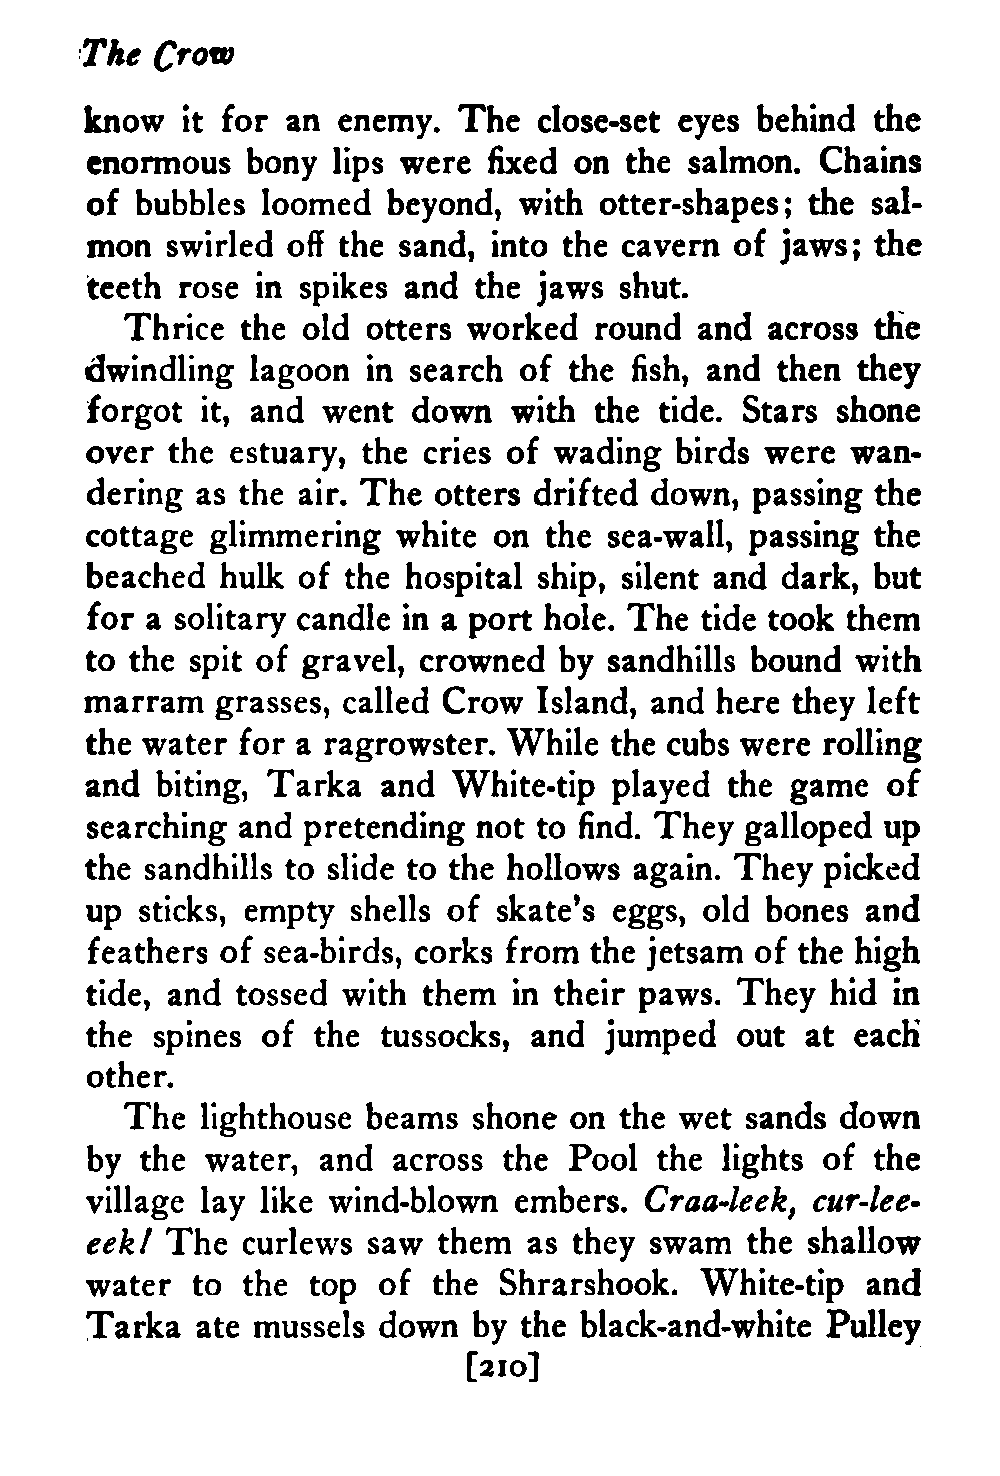 The Crow
know it for an enemy. The close-set eyes behind the
enormous bony lips were fixed on the salmon. Chains
of bubbles loomed beyond, with otter-shapes; the sal-
mon swirled off the sand, into the cavern of jaws; the
teeth rose in spikes and the jaws shut.
Thrice the old otters worked round and across the
dwindling lagoon in search of the fish, and then they
forgot it, and went down with the tide. Stars shone
over the estuary, the cries of wading birds were wan-
dering as the air. The otters drifted down, passing the
cottage glimmering white on the sea-wall, passing the
beached hulk of the hospital ship, silent and dark, but
for a solitary candle in a port hole. The tide took them
to the spit of gravel, crowned by sandhills bound with
marram grasses, called Crow Island, and here they left
the water for a ragrowster. While the cubs were rolling
and biting, Tarka and White-tip played the game of
searching and pretending not to find. They galloped up
the sandhills to slide to the hollows again. They picked
up sticks, empty shells of skate's eggs, old bones and
feathers of sea-birds, corks from the jetsam of the high
tide, and tossed with them in their paws. They hid in
the spines of the tussocks, and jumped out at each
other.
The lighthouse beams shone on the wet sands down
by the water, and across the Pool the lights of the
village lay like wind-blown embers. Craa-leek, cur-lee-
eek! The curlews saw them as they swam the shallow
water to the top of the Shrarshook. White-tip and
Tarka ate mussels down by the black-and-white Pulley
[210]